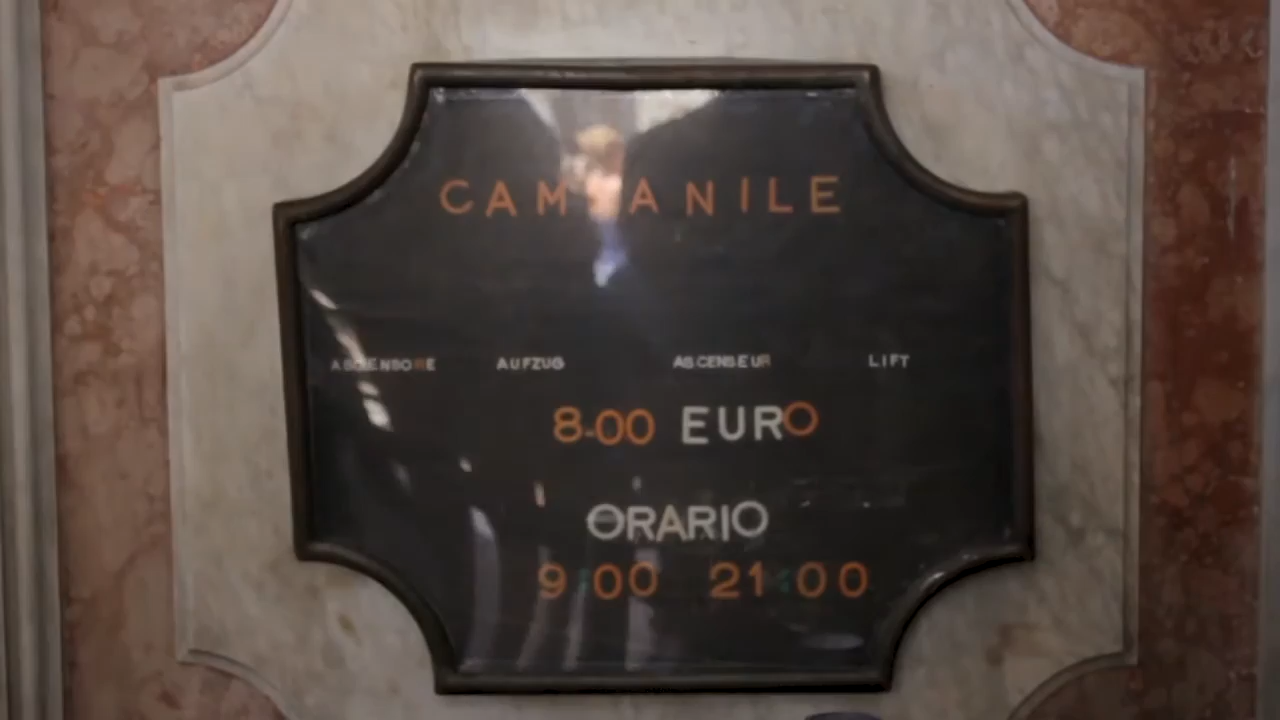 CAMPANILE
ASCENSORE AUFZUG ASCENSEUR LIFT
8-00 EURO
ORARIO
9:00 21:00